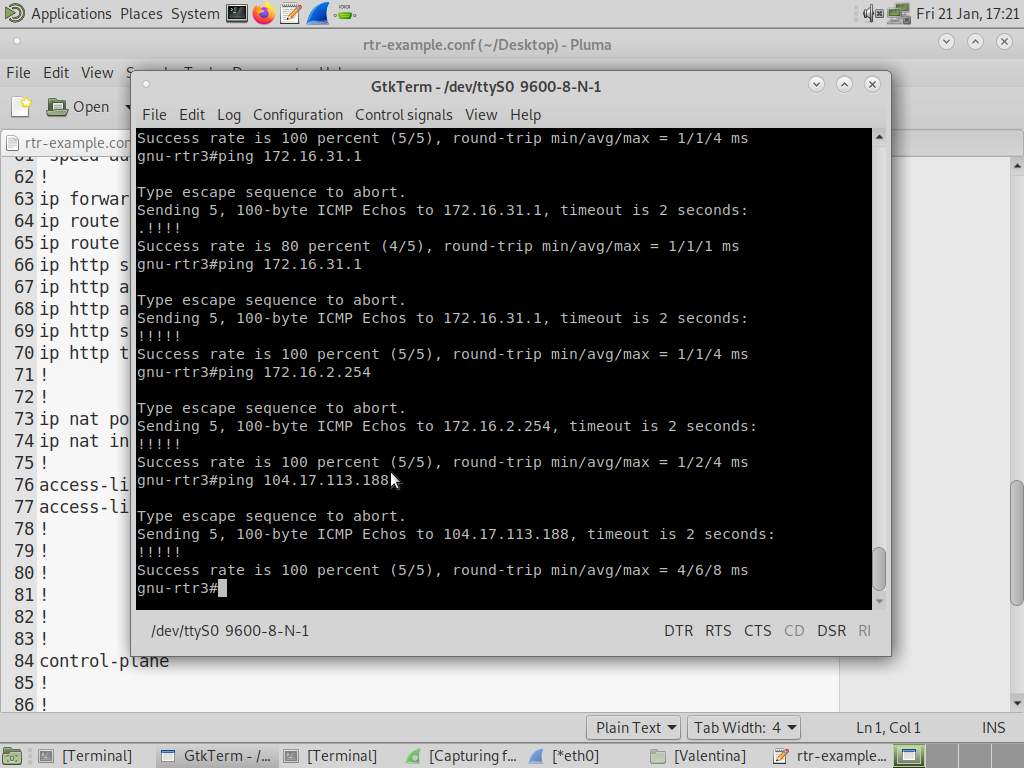 Applications Places System Fri 21 Jan, 17:21
rtr-example.conf (~/Desktop) - Pluma
File Edit View
Open
rtr-example.con
GtkTerm - /dev/ttyS0 9600-8-N-1
File Edit Log Configuration Control signals View Help
Success rate is 100 percent (5/5), round-trip min/avg/max = 1/1/4 ms
gnu-rtr3#ping 172.16.31.1
Type escape sequence to abort.
Sending 5, 100-byte ICMP Echos to 172.16.31.1, timeout is 2 seconds:
.!!!!
Success rate is 80 percent (4/5), round-trip min/avg/max = 1/1/1 ms
gnu-rtr3#ping 172.16.31.1
Type escape sequence to abort.
Sending 5, 100-byte ICMP Echos to 172.16.31.1, timeout is 2 seconds:
!!!!!
Success rate is 100 percent (5/5), round-trip min/avg/max = 1/1/4 ms
gnu-rtr3#ping 172.16.2.254
Type escape sequence to abort.
Sending 5, 100-byte ICMP Echos to 172.16.2.254, timeout is 2 seconds:
!!!!!
Success rate is 100 percent (5/5), round-trip min/avg/max = 1/2/4 ms
gnu-rtr3#ping 104.17.113.188
Type escape sequence to abort.
Sending 5, 100-byte ICMP Echos to 104.17.113.188, timeout is 2 seconds:
!!!!!
Success rate is 100 percent (5/5), round-trip min/avg/max = 4/6/8 ms
gnu-rtr3#
/dev/ttyS0 9600-8-N-1 DTR RTS CTS CD DSR RI
62 !
63 ip forwar
64 ip route
65 ip route
66 ip http s
67 ip http a
68 ip http a
69 ip http s
70 ip http t
71 !
72 !
73 ip nat po
74 ip nat in
75 !
76 access-li
77 access-li
78 !
79 !
80 !
81 !
82 !
83 !
84 control-plane
85 !
86 !
Plain Text Tab Width: 4 Ln 1, Col 1 INS
[Terminal] GtkTerm - /... [Terminal] [Capturing f... [*eth0] [Valentina] rtr-example...